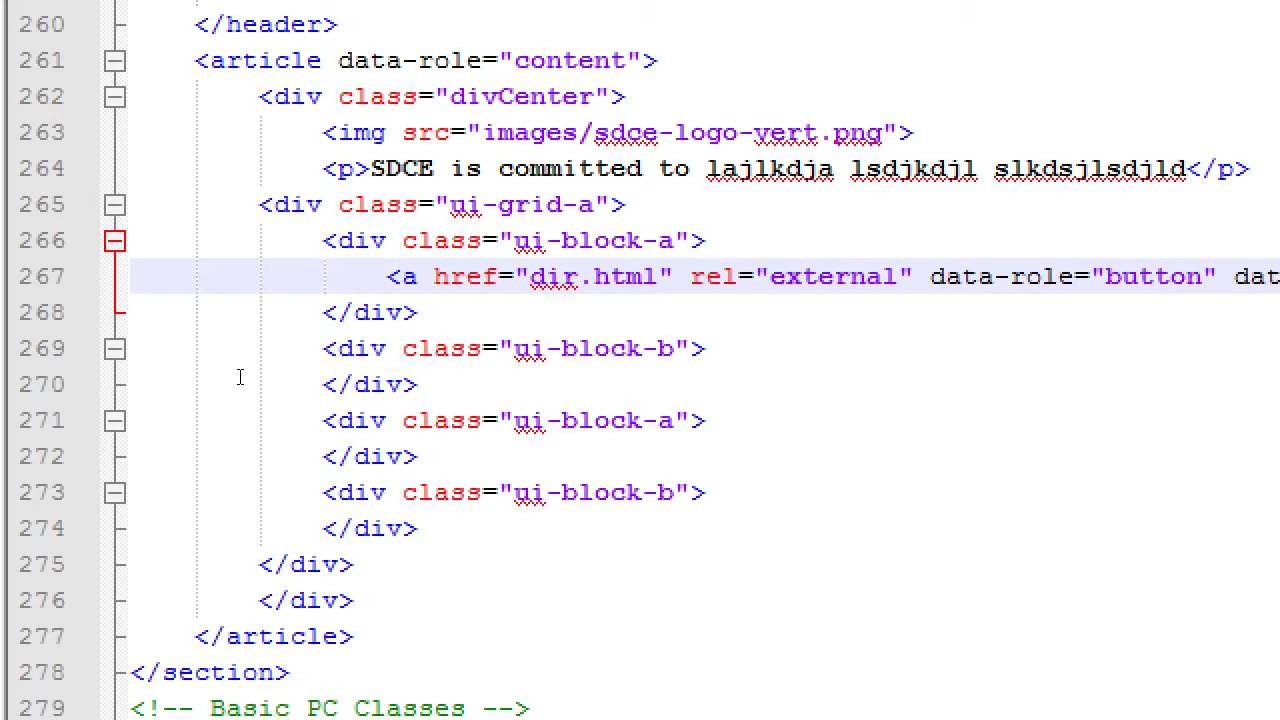 260 </header>
261 <article data-role="content">
262 <div class="divCenter">
263 <img src="images/sdce-logo-vert.png">
264 <p>SDCE is committed to lajlkdja lsdjkdjl slkdsjlsdjld</p>
265 <div class="ui-grid-a">
266 <div class="ui-block-a">
267 <a href="dir.html" rel="external" data-role="button" dat
268 </div>
269 <div class="ui-block-b">
270 </div>
271 <div class="ui-block-a">
272 </div>
273 <div class="ui-block-b">
274 </div>
275 </div>
276 </div>
277 </article>
278 </section>
279 <!-- Basic PC Classes -->